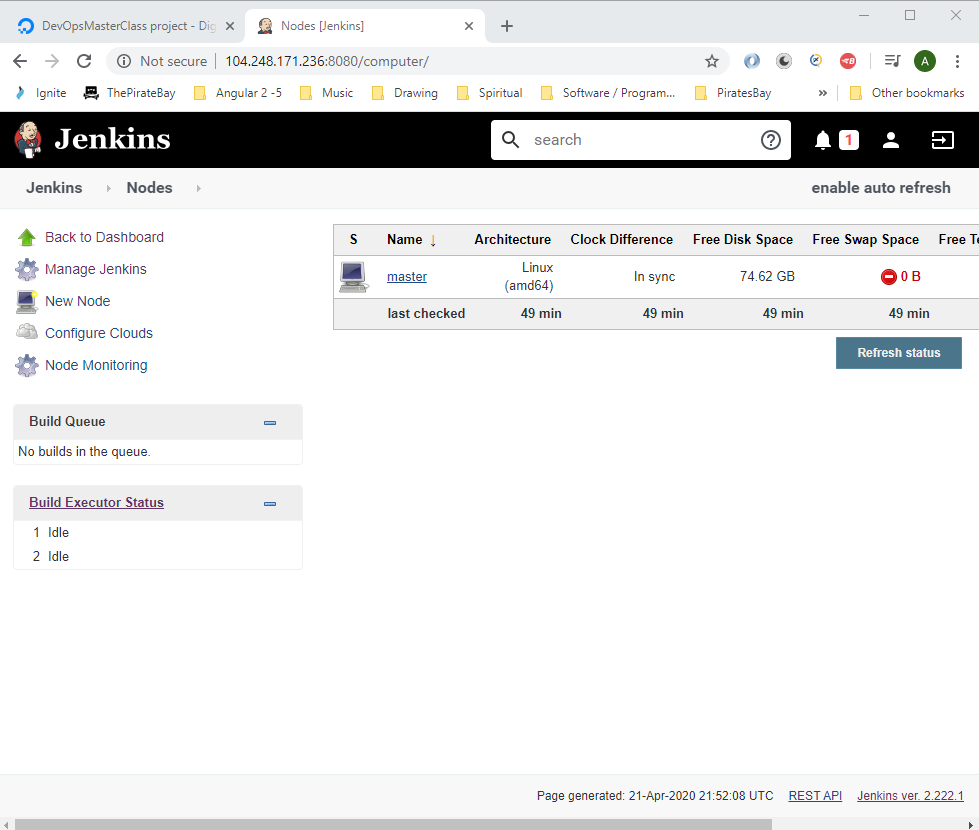 DevOpsMasterClass project - Dig
Nodes [Jenkins]
Not secure | 104.248.171.236:8080/computer/
A
Ignite
ThePirateBay
Angular 2 -5
Music
Drawing
Spiritual
Software / Program...
PiratesBay
»
Other bookmarks
Jenkins
search
1
Jenkins
Nodes
enable auto refresh
Back to Dashboard
Manage Jenkins
New Node
Configure Clouds
Node Monitoring
Build Queue
No builds in the queue.
Build Executor Status
1 Idle
2 Idle
S Name ↓ Architecture Clock Difference Free Disk Space Free Swap Space Free Te
master Linux (amd64) In sync 74.62 GB 0 B
last checked 49 min 49 min 49 min 49 min
Refresh status
Page generated: 21-Apr-2020 21:52:08 UTC REST API Jenkins ver. 2.222.1